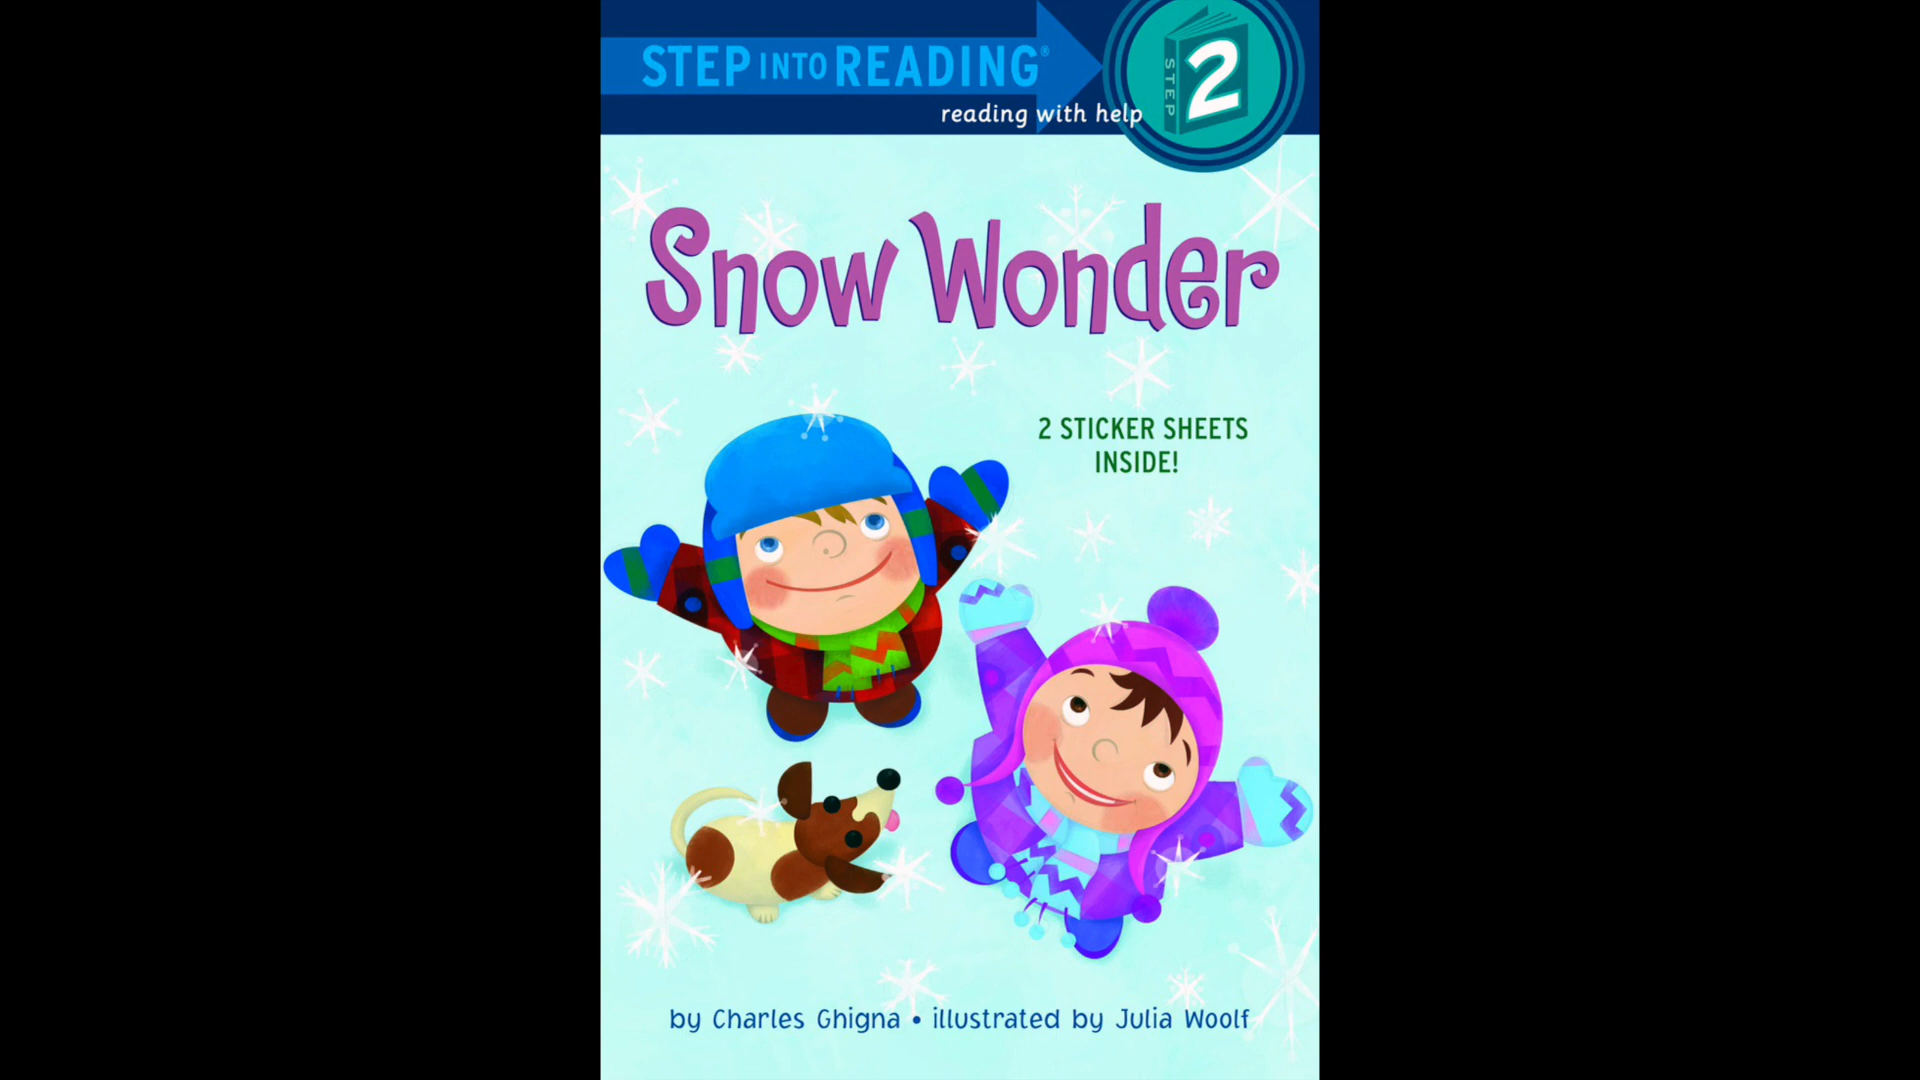 STEP INTO READING®
reading with help
STEP 2
Snow Wonder
2 STICKER SHEETS
INSIDE!
by Charles Ghigna • illustrated by Julia Woolf